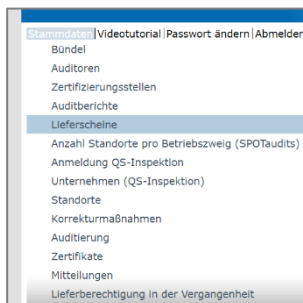 Stammdaten|Videotutorial|Passwort ändern|Abmelden
Bündel
Auditoren
Zertifizierungsstellen
Auditberichte
Lieferscheine
Anzahl Standorte pro Betriebszweig (SPOTaudits)
Anmeldung QS-Inspektion
Unternehmen (QS-Inspektion)
Standorte
Korrekturmaßnahmen
Auditierung
Zertifikate
Mitteilungen
Lieferberechtigung in der Vergangenheit